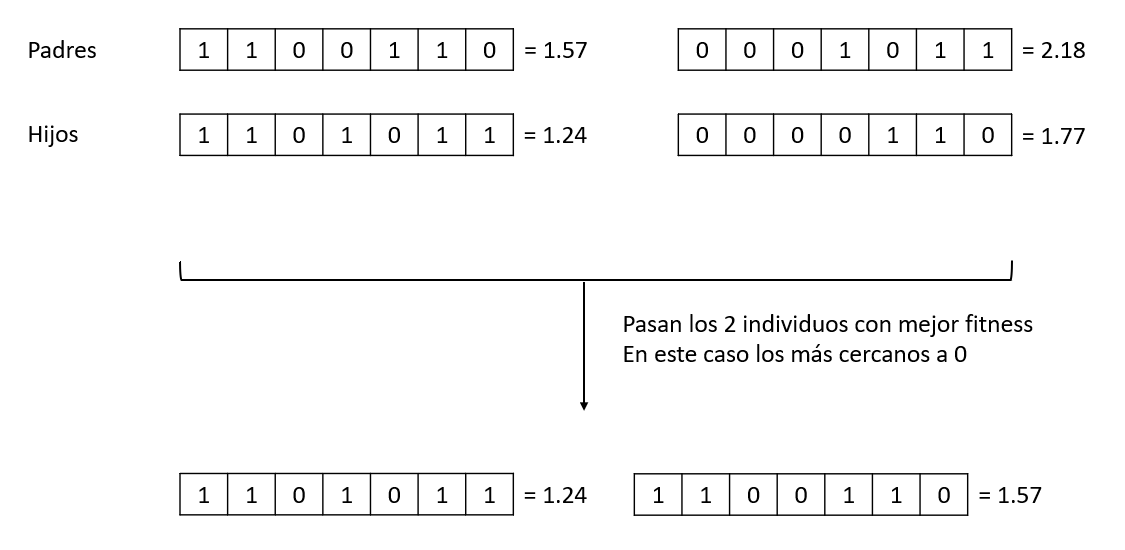 Padres 1 1 0 0 1 1 0 = 1.57 0 0 0 1 0 1 1 = 2.18
Hijos 1 1 0 1 0 1 1 = 1.24 0 0 0 0 1 1 0 = 1.77
Pasan los 2 individuos con mejor fitness
En este caso los más cercanos a 0
1 1 0 1 0 1 1 = 1.24 1 1 0 0 1 1 0 = 1.57